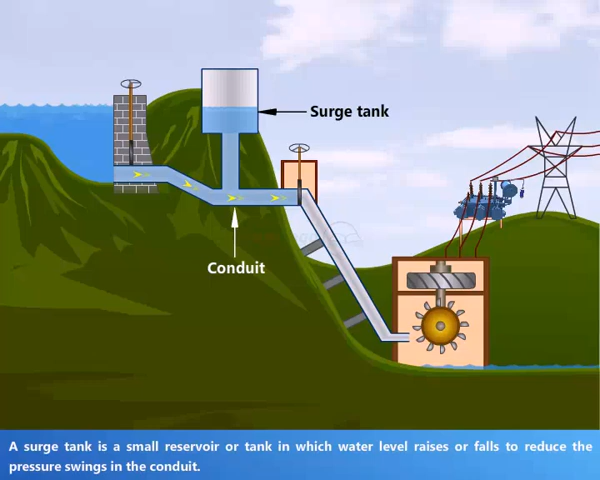 Surge tank
Conduit
A surge tank is a small reservoir or tank in which water level raises or falls to reduce the
pressure swings in the conduit.